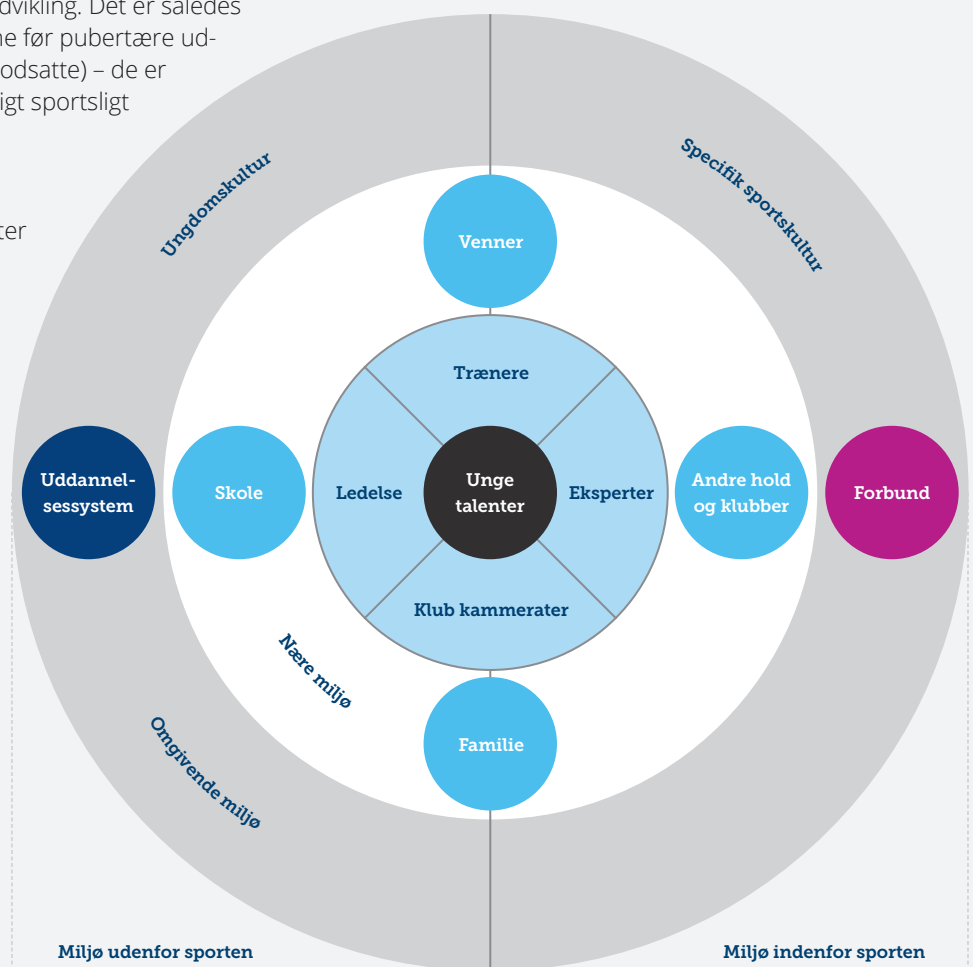 dvikling. Det er således
ne før pubertære ud-
odsatte) – de er
igt sportsligt
ter
Ungdomskultur
Specifik sportskultur
Venner
Trænere
Uddannel-
sessystem
Skole
Ledelse
Unge
talenter
Eksperter
Andre hold
og klubber
Forbund
Klub kammerater
Nære miljø
Familie
Omgivende miljø
Miljø udenfor sporten
Miljø indenfor sporten